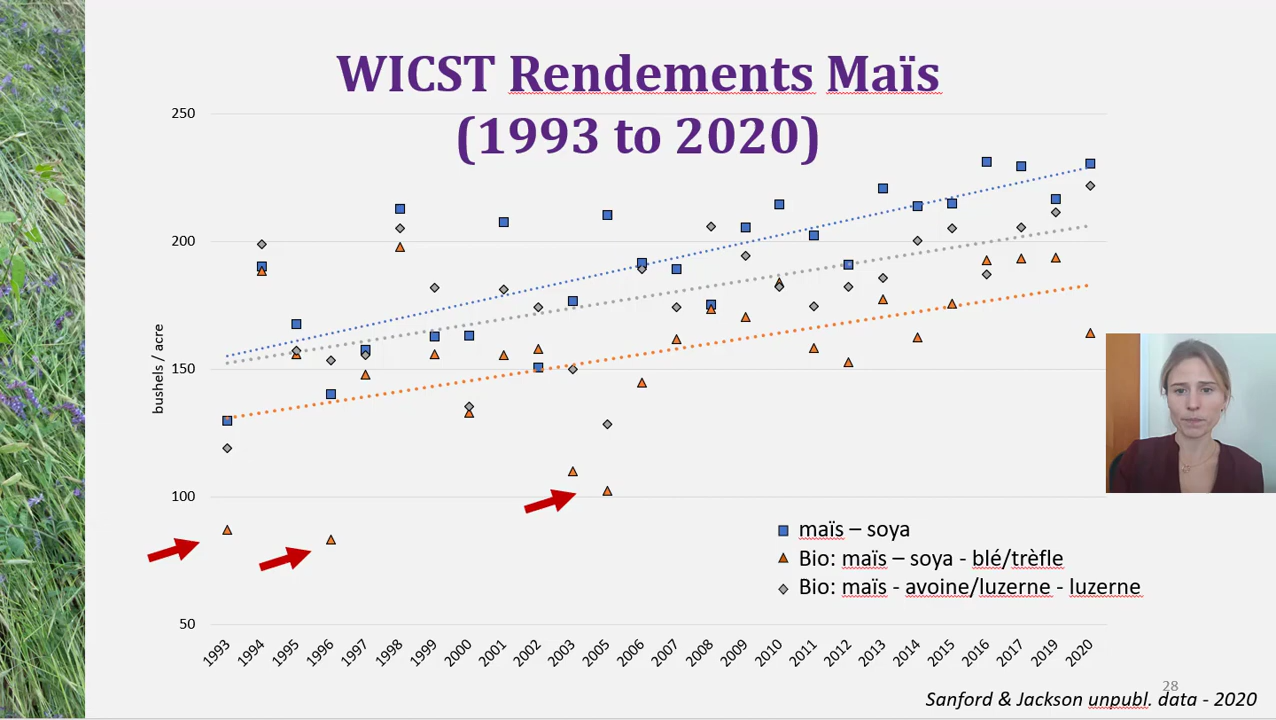 WICST Rendements Maïs
(1993 to 2020)
250
200
150
100
50
bushels / acre
maïs – soya
Bio: maïs – soya - blé/trèfle
Bio: maïs - avoine/luzerne - luzerne
1993 1994 1995 1996 1997 1998 1999 2000 2001 2002 2003 2005 2006 2007 2008 2009 2010 2011 2012 2013 2014 2015 2016 2017 2019 2020
28
Sanford & Jackson unpubl. data - 2020